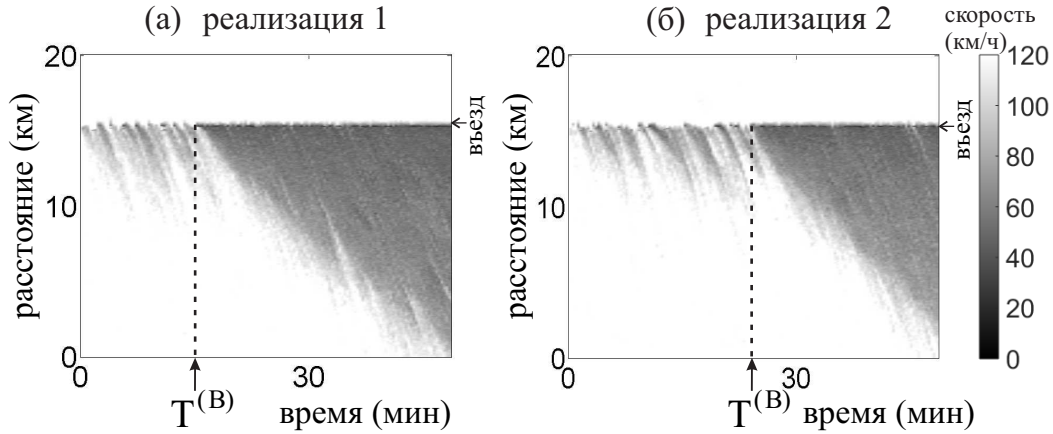 (а) реализация 1
(б) реализация 2
скорость
(км/ч)
20
10
0
расстояние (км)
0
30
T(B)
время (мин)
въезд
20
10
0
расстояние (км)
0
30
T(B)
время (мин)
въезд
120
100
80
60
40
20
0